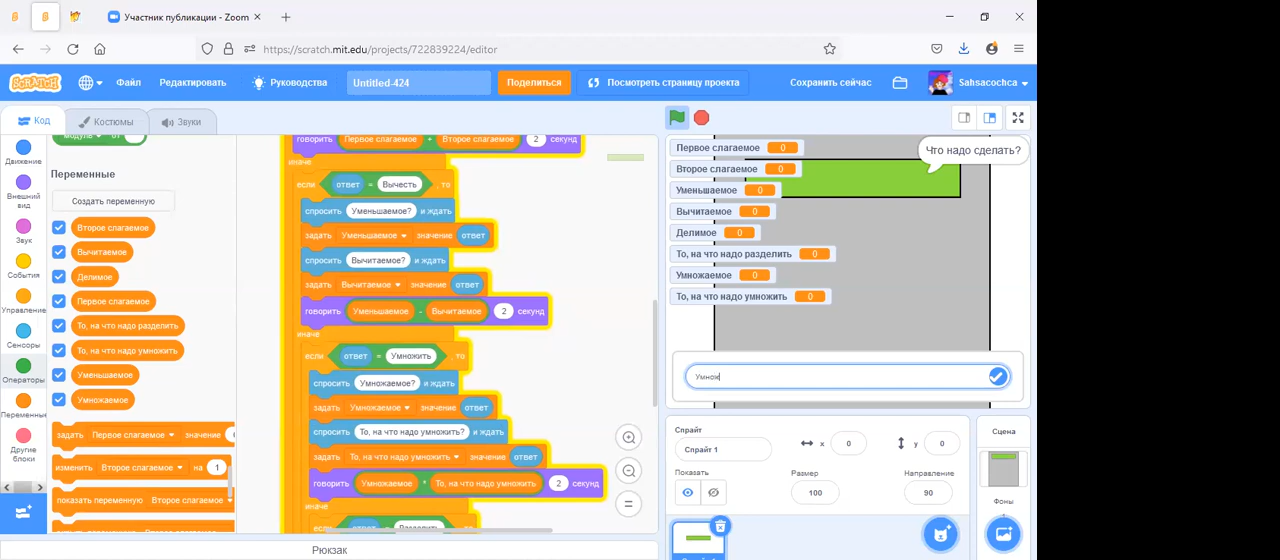 Участник публикации - Zoom
https://scratch.mit.edu/projects/722839224/editor
SCRATCH
Файл
Редактировать
Руководства
Untitled-424
Поделиться
Посмотреть страницу проекта
Сохранить сейчас
Sahsacochca
Код
Костюмы
Звуки
Движение
Внешний вид
Звук
События
Управление
Сенсоры
Операторы
Переменные
Другие блоки
модуль от
Переменные
Создать переменную
Второе слагаемое
Вычитаемое
Делимое
Первое слагаемое
То, на что надо разделить
То, на что надо умножить
Уменьшаемое
Умножаемое
задать Первое слагаемое значение
изменить Второе слагаемое на 1
показать переменную Второе слагаемое
говорить Первое слагаемое + Второе слагаемое 2 секунд
иначе
если ответ = Вычесть , то
спросить Уменьшаемое? и ждать
задать Уменьшаемое значение ответ
спросить Вычитаемое? и ждать
задать Вычитаемое значение ответ
говорить Уменьшаемое - Вычитаемое 2 секунд
иначе
если ответ = Умножить , то
спросить Умножаемое? и ждать
задать Умножаемое значение ответ
спросить То, на что надо умножить? и ждать
задать То, на что надо умножить значение ответ
говорить Умножаемое * То, на что надо умножить 2 секунд
иначе
если ответ = Разделить , то
Рюкзак
Первое слагаемое 0
Второе слагаемое 0
Уменьшаемое 0
Вычитаемое 0
Делимое 0
То, на что надо разделить 0
Умножаемое 0
То, на что надо умножить 0
Что надо сделать?
Умнож
Спрайт
Спрайт 1
x 0
y 0
Показать
Размер
100
Направление
90
Сцена
Фоны